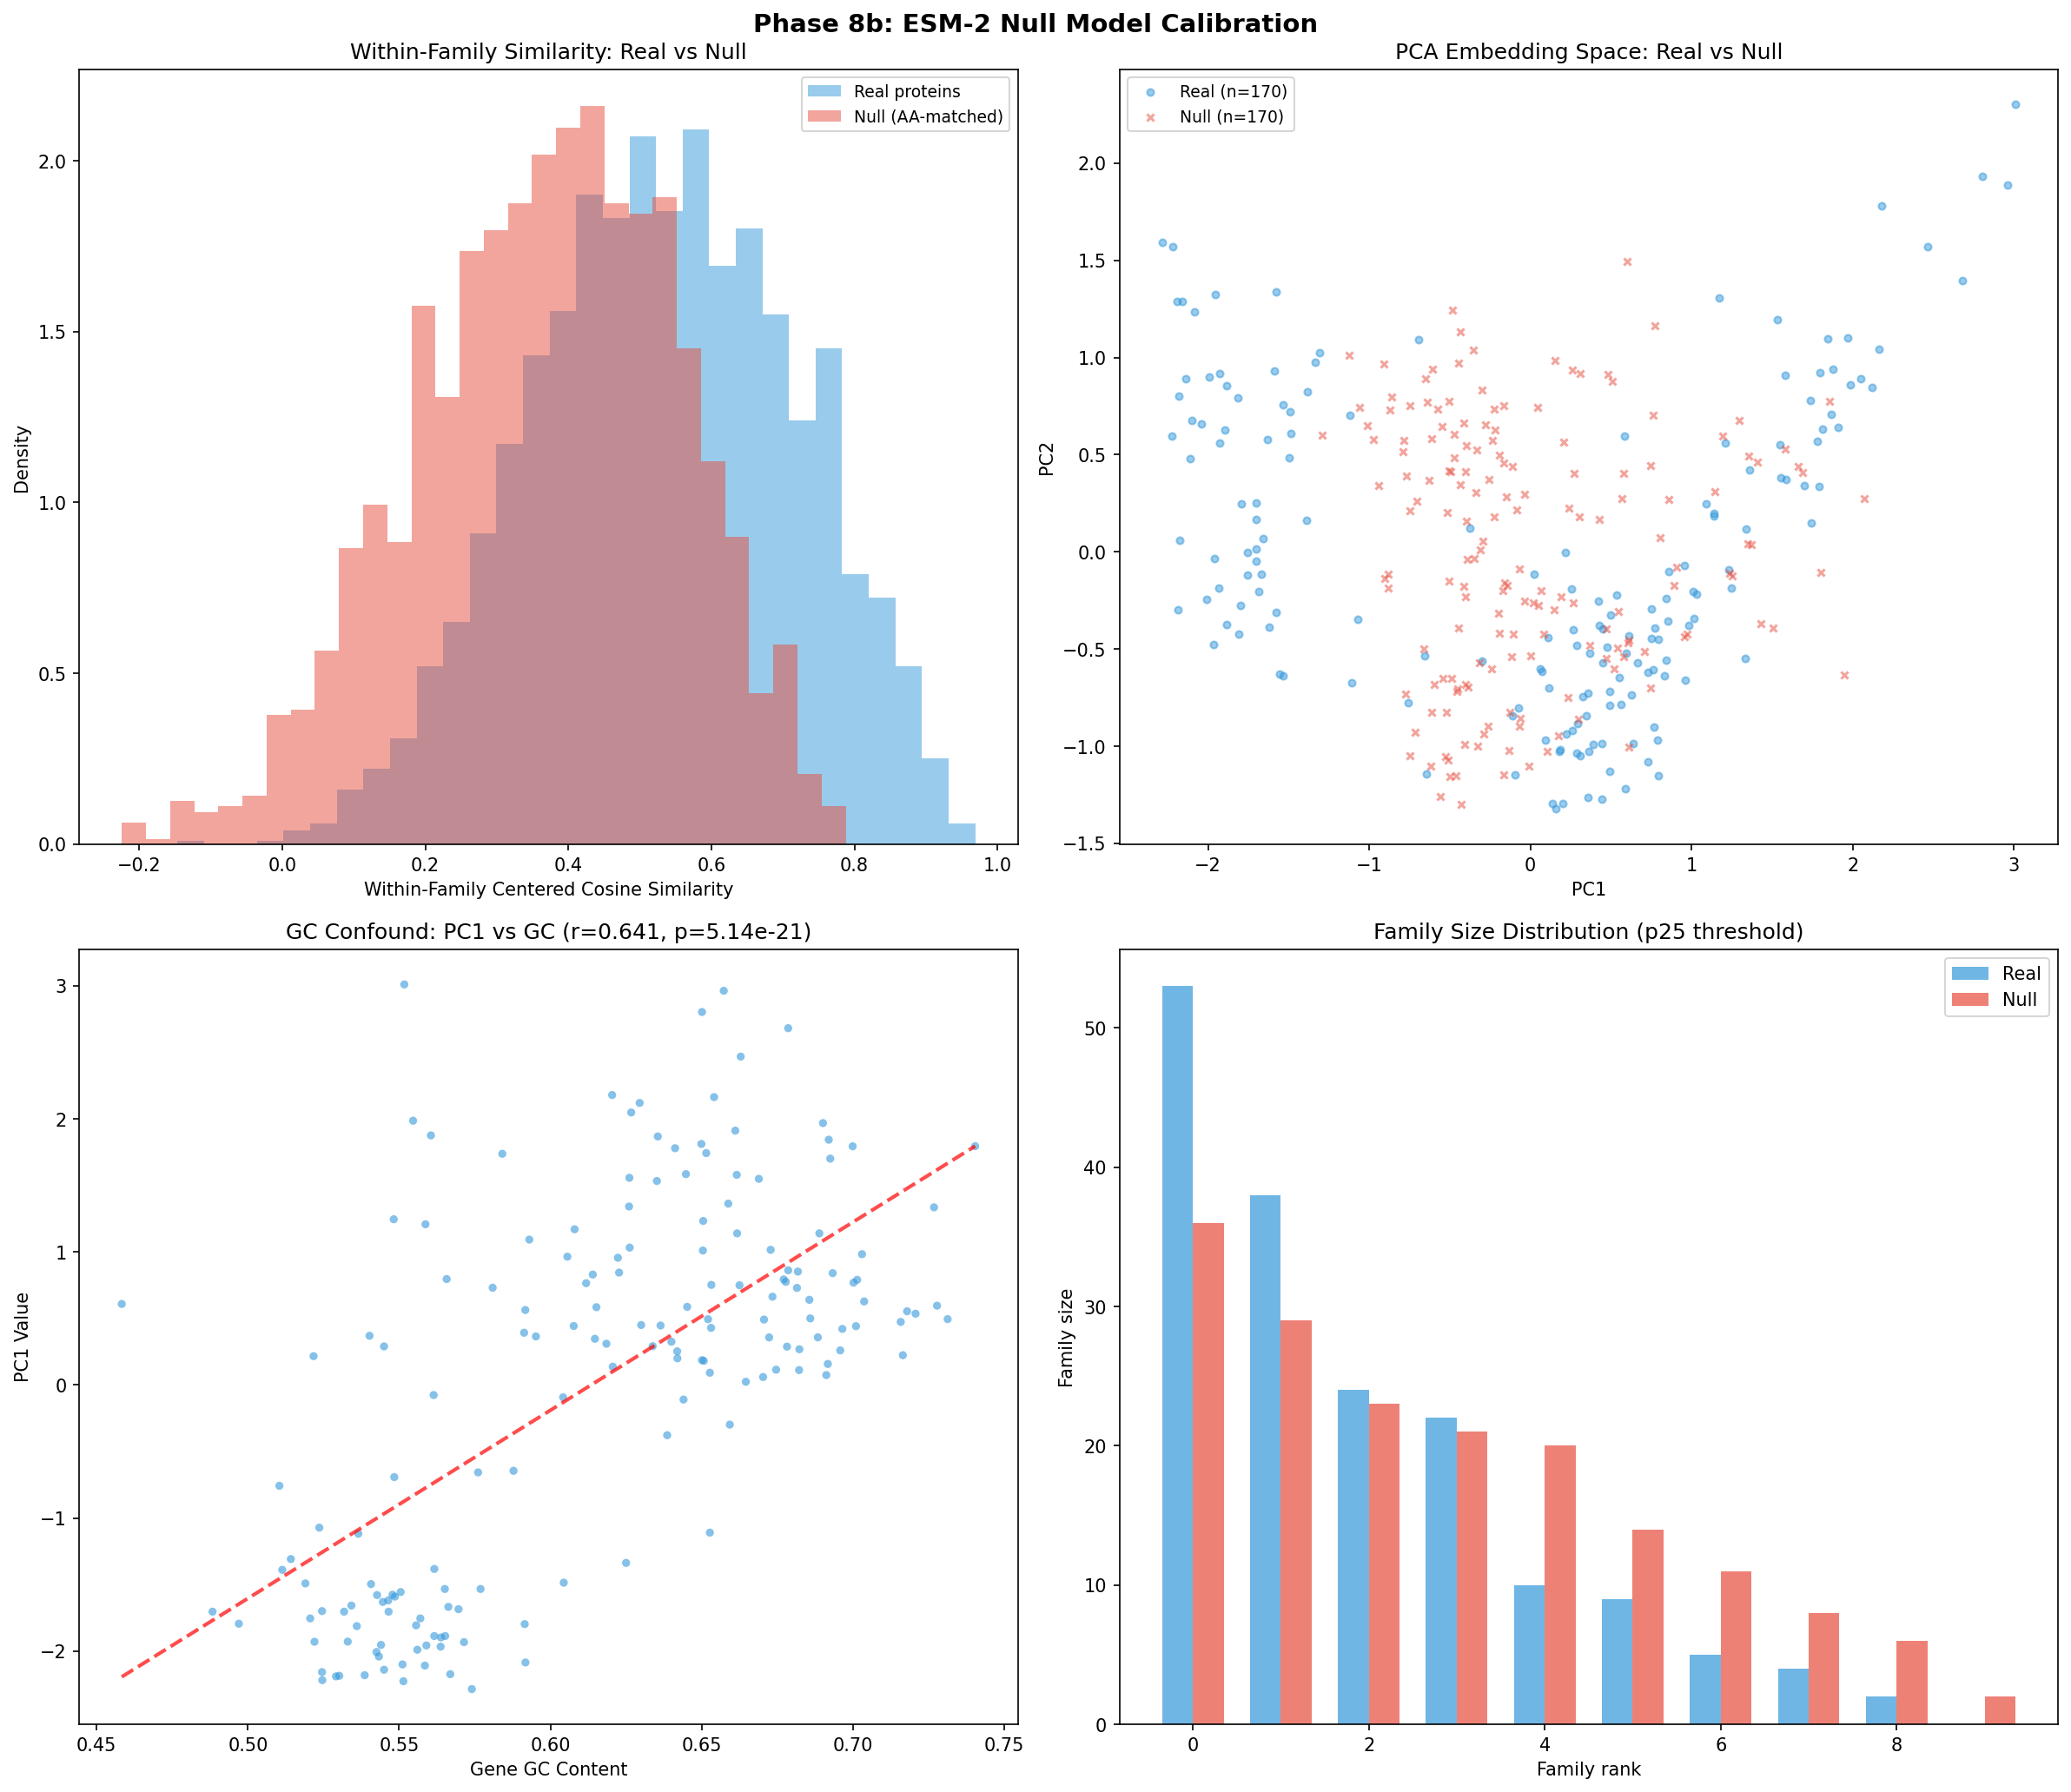 Phase 8b: ESM-2 Null Model Calibration
Within-Family Similarity: Real vs Null
Real proteins
Null (AA-matched)
Density
2.0
1.5
1.0
0.5
0.0
−0.2 0.0 0.2 0.4 0.6 0.8 1.0
Within-Family Centered Cosine Similarity
PCA Embedding Space: Real vs Null
Real (n=170)
Null (n=170)
PC2
2.0
1.5
1.0
0.5
0.0
−0.5
−1.0
−1.5
−2 −1 0 1 2 3
PC1
GC Confound: PC1 vs GC (r=0.641, p=5.14e-21)
PC1 Value
3
2
1
0
−1
−2
0.45 0.50 0.55 0.60 0.65 0.70 0.75
Gene GC Content
Family Size Distribution (p25 threshold)
Real
Null
Family size
50
40
30
20
10
0
0 2 4 6 8
Family rank